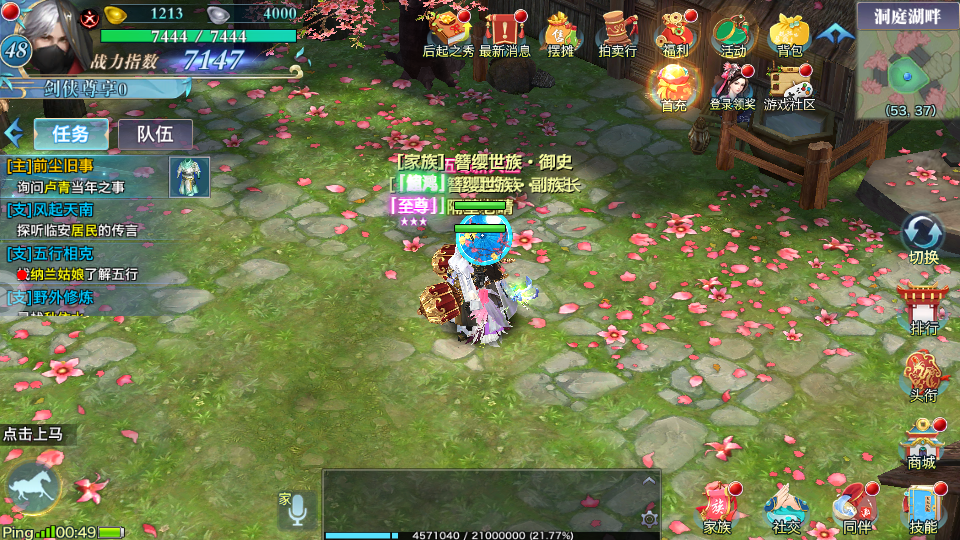 48
1213
4000
7444 / 7444
战力指数 7147
剑侠尊享0
后起之秀
最新消息
摆摊
拍卖行
福利
活动
背包
首充
登录领奖
游戏社区
洞庭湖畔
(53, 37)
任务
队伍
[主]前尘旧事
询问卢青当年之事
[支]风起天南
探听临安居民的传言
[支]五行相克
找纳兰姑娘了解五行
[支]野外修炼
[家族] 簪缨世族·御史
簪缨世族·副族长
[至尊]
切换
排行
头衔
商城
点击上马
家
家族
社交
同伴
技能
Ping
00:49
4571040 / 21000000 (21.77%)